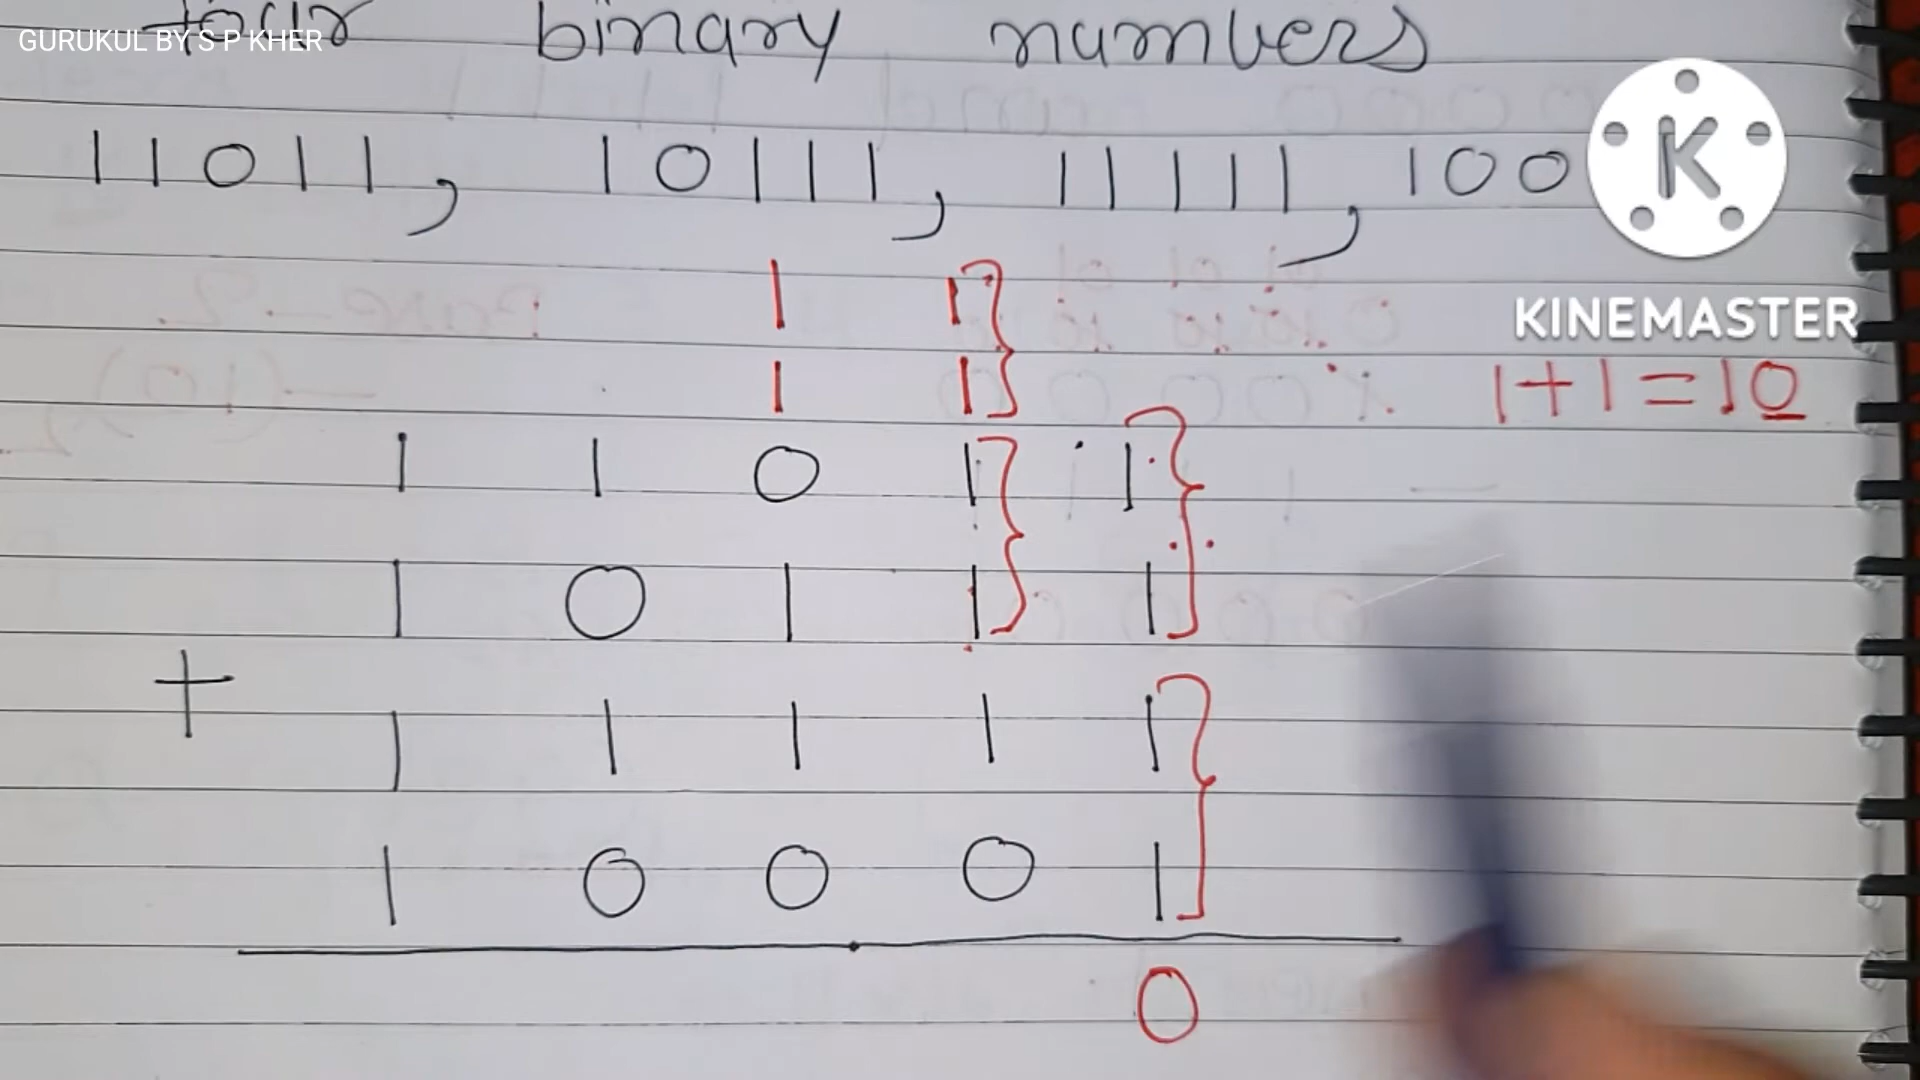 GURUKUL BY S P KHER
four binary numbers
11011, 10111, 11111, 100
KINEMASTER
1 1
1 1
1+1=10
1 1 0 1 1
1 0 1 1 1
+ 1 1 1 1 1
1 0 0 0 1
0